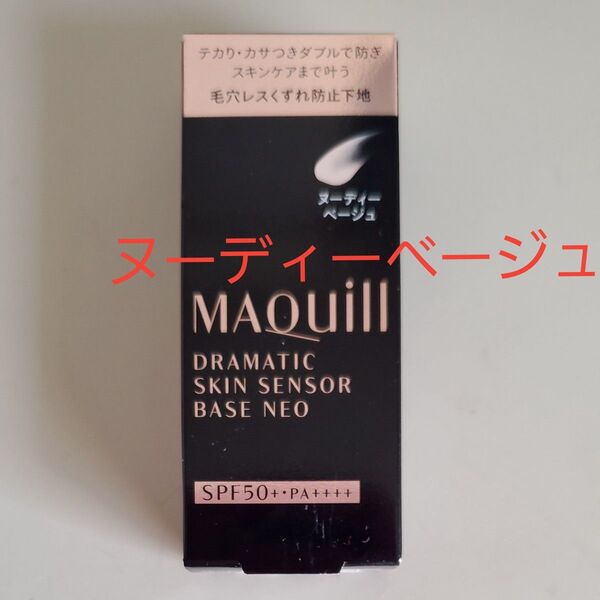 テカり・カサつきダブルで防ぎ
スキンケアまで叶う
毛穴レスくずれ防止下地
ヌーディー
ベージュ
ヌーディーベージュ
MAQuill
DRAMATIC
SKIN SENSOR
BASE NEO
SPF50+・PA++++